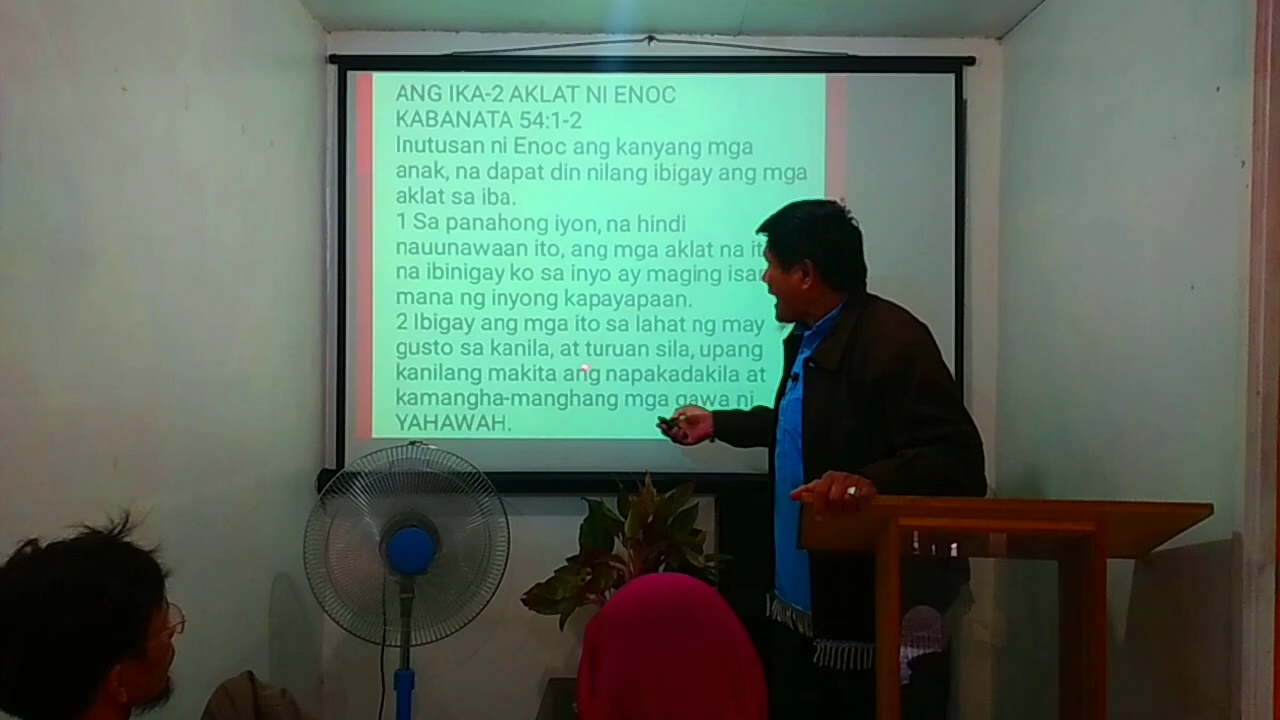 ANG IKA-2 AKLAT NI ENOC
KABANATA 54:1-2
Inutusan ni Enoc ang kanyang mga
anak, na dapat din nilang ibigay ang mga
aklat sa iba.
1 Sa panahong iyon, na hindi
nauunawaan ito, ang mga aklat na
na ibinigay ko sa inyo ay maging
mana ng inyong kapayapaan.
2 Ibigay ang mga ito sa lahat ng may
gusto sa kanila, at turuan sila, upang
kanilang makita ang napakadakila at
kamangha-manghang mga gawa ni
YAHAWAH.